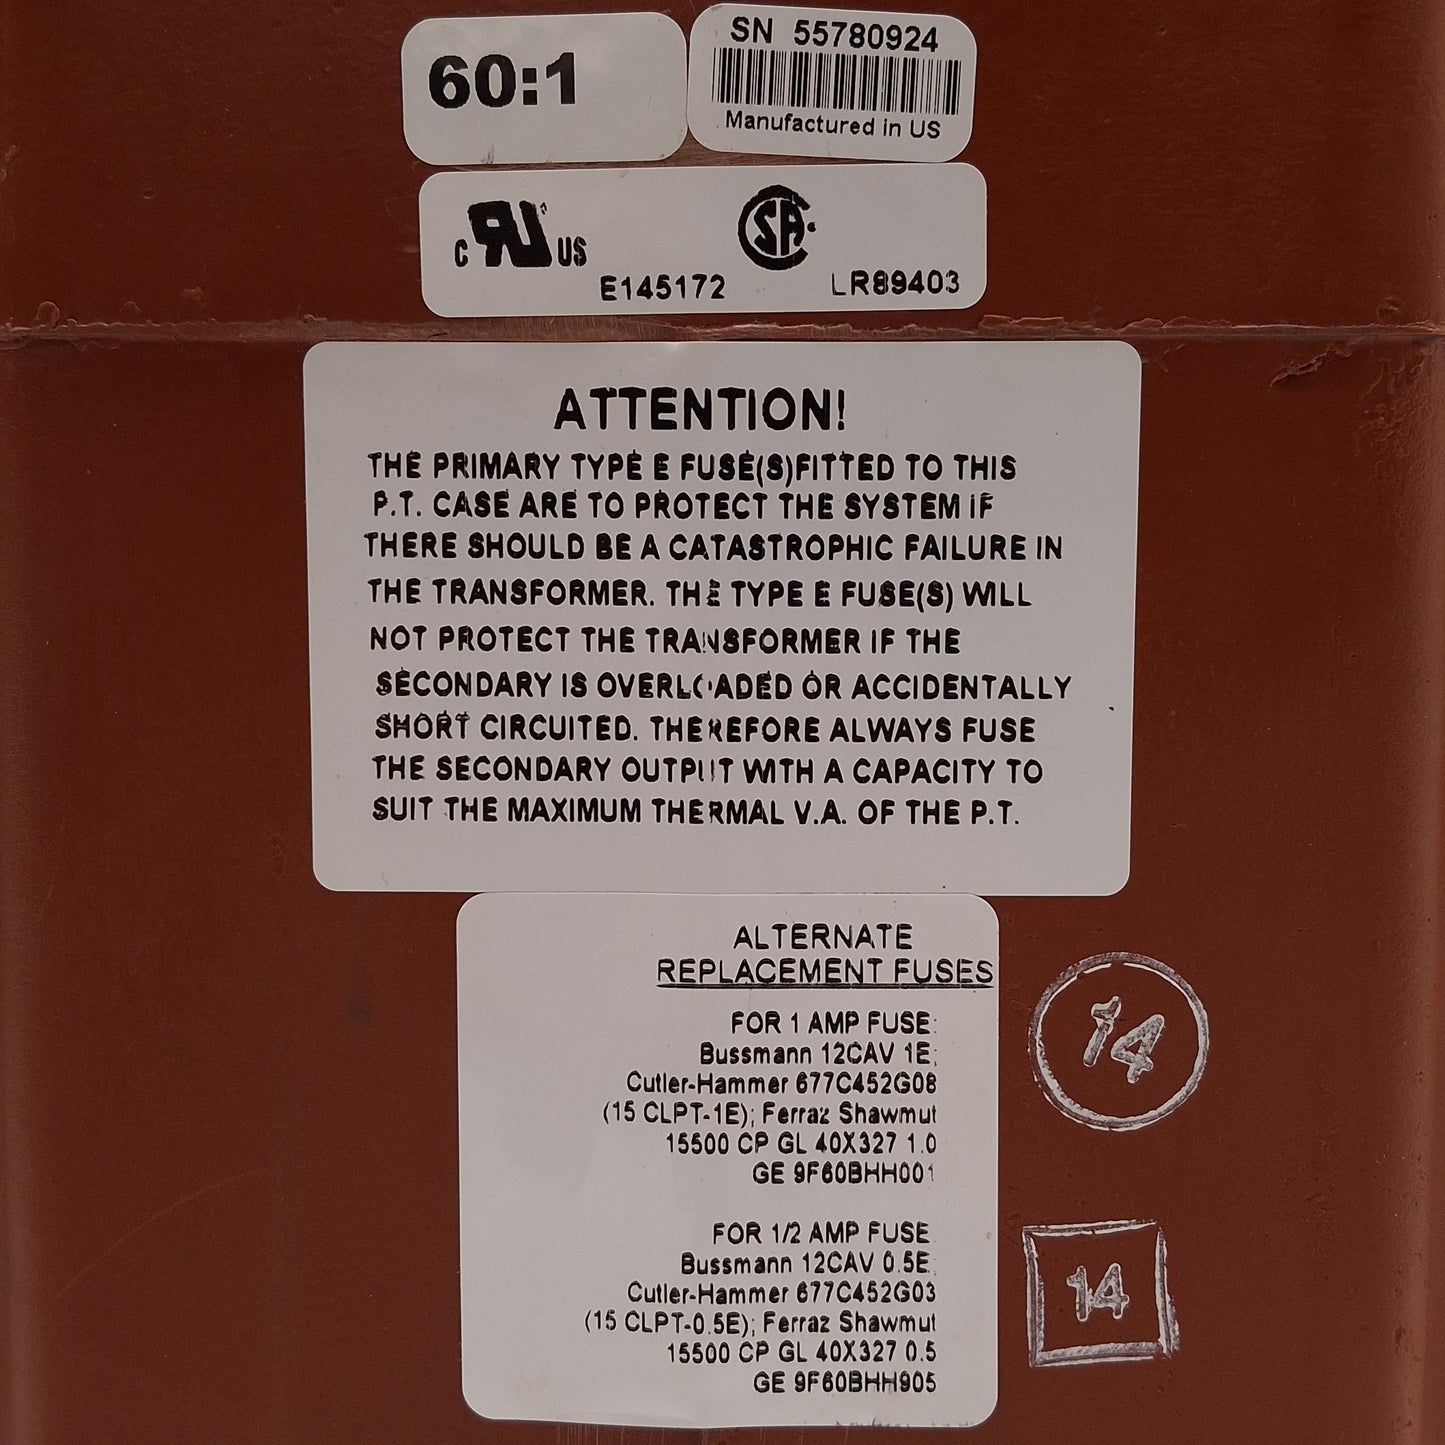 60:1
SN 55780924
Manufactured in US
c RU US
E145172
CSA
LR89403
ATTENTION!
THE PRIMARY TYPE E FUSE(S)FITTED TO THIS
P.T. CASE ARE TO PROTECT THE SYSTEM IF
THERE SHOULD BE A CATASTROPHIC FAILURE IN
THE TRANSFORMER. THE TYPE E FUSE(S) WILL
NOT PROTECT THE TRANSFORMER IF THE
SECONDARY IS OVERLOADED OR ACCIDENTALLY
SHORT CIRCUITED. THEREFORE ALWAYS FUSE
THE SECONDARY OUTPUT WITH A CAPACITY TO
SUIT THE MAXIMUM THERMAL V.A. OF THE P.T.
ALTERNATE
REPLACEMENT FUSES
FOR 1 AMP FUSE:
Bussmann 12CAV 1E;
Cutler-Hammer 677C452G08
(15 CLPT-1E); Ferraz Shawmut
15500 CP GL 40X327 1.0
GE 9F60BHH001
FOR 1/2 AMP FUSE
Bussmann 12CAV 0.5E;
Cutler-Hammer 677C452G03
(15 CLPT-0.5E); Ferraz Shawmut
15500 CP GL 40X327 0.5
GE 9F60BHH905
14
14